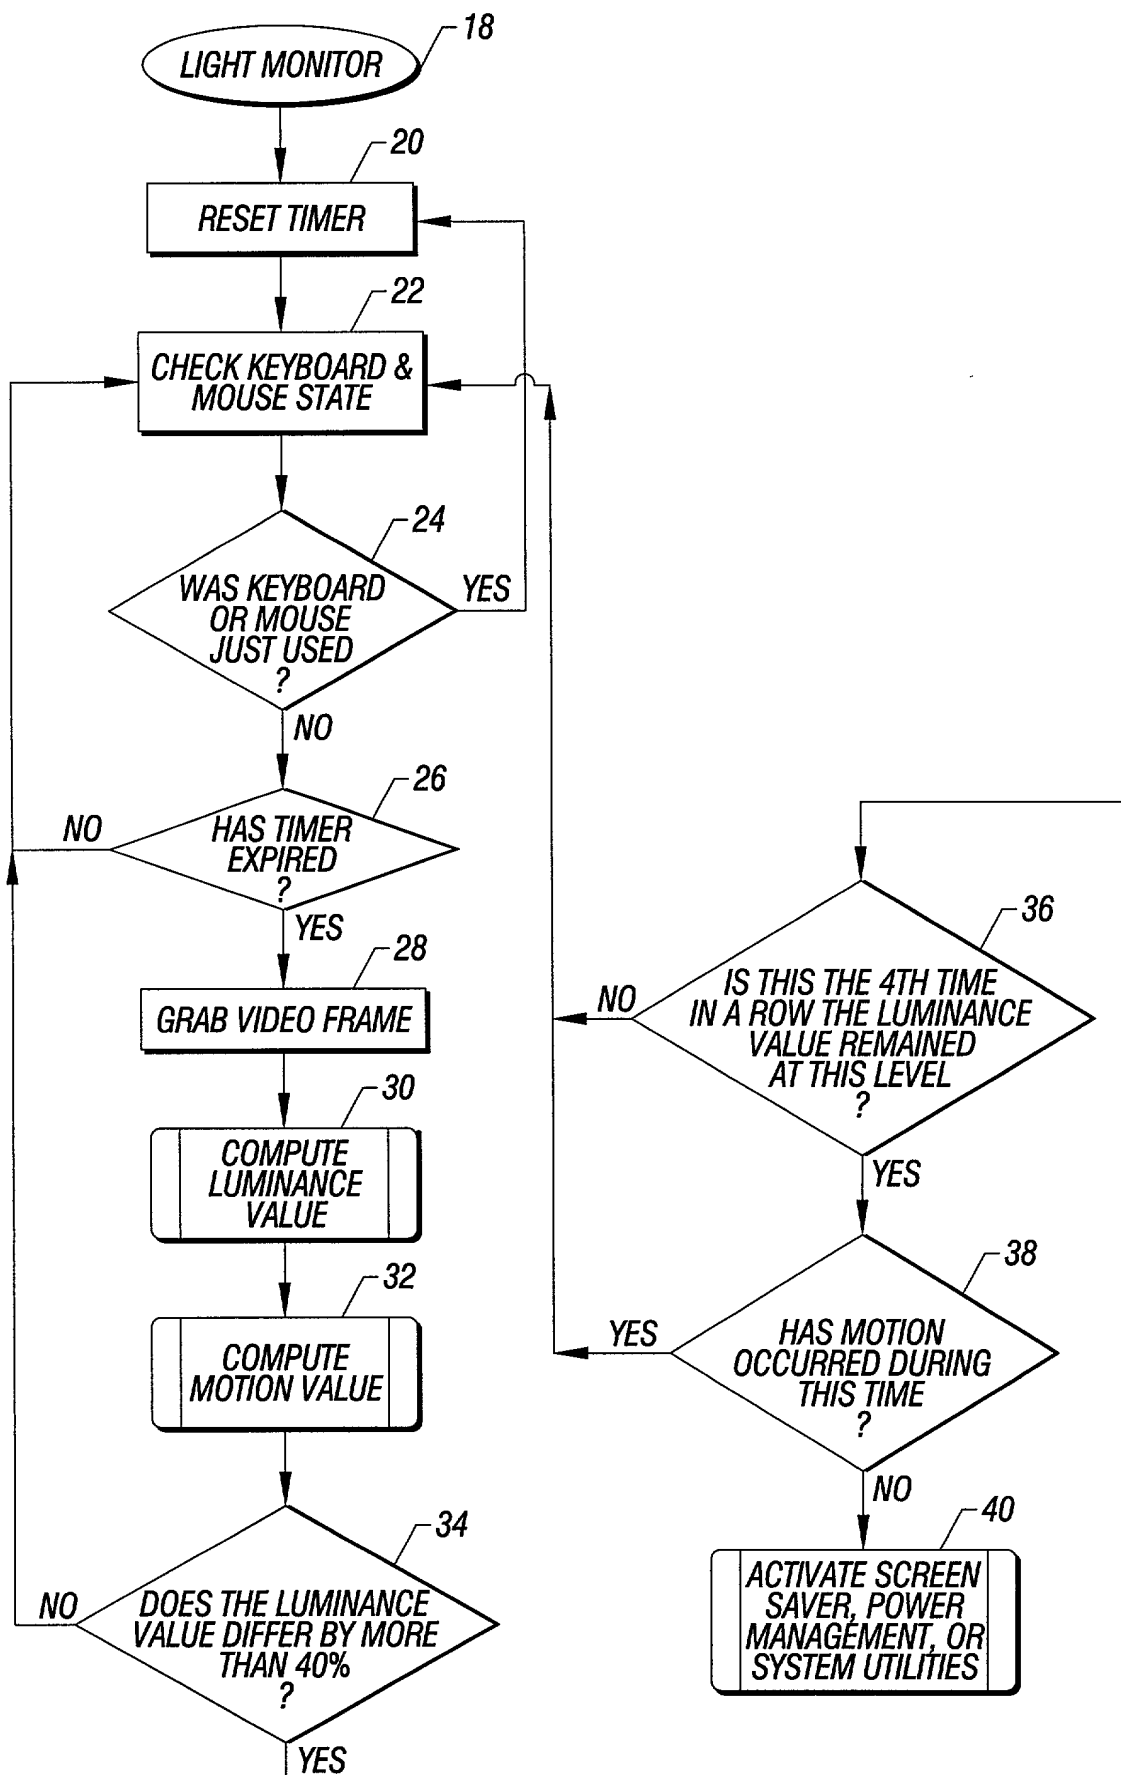 18
LIGHT MONITOR
20
RESET TIMER
22
CHECK KEYBOARD &
MOUSE STATE
24
WAS KEYBOARD
OR MOUSE
JUST USED
?
YES
NO
26
HAS TIMER
EXPIRED
?
NO
YES
28
GRAB VIDEO FRAME
30
COMPUTE
LUMINANCE
VALUE
32
COMPUTE
MOTION VALUE
34
DOES THE LUMINANCE
VALUE DIFFER BY MORE
THAN 40%
?
NO
YES
36
IS THIS THE 4TH TIME
IN A ROW THE LUMINANCE
VALUE REMAINED
AT THIS LEVEL
?
NO
YES
38
HAS MOTION
OCCURRED DURING
THIS TIME
?
YES
NO
40
ACTIVATE SCREEN
SAVER, POWER
MANAGEMENT, OR
SYSTEM UTILITIES